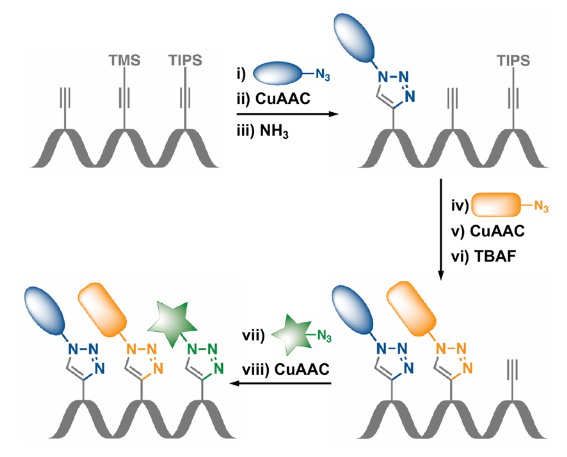 TMS TIPS
i) N₃
ii) CuAAC
iii) NH₃
N N N
TIPS
iv) N₃
v) CuAAC
vi) TBAF
N N N N N N
N N N N N N N N N
vii) N₃
viii) CuAAC